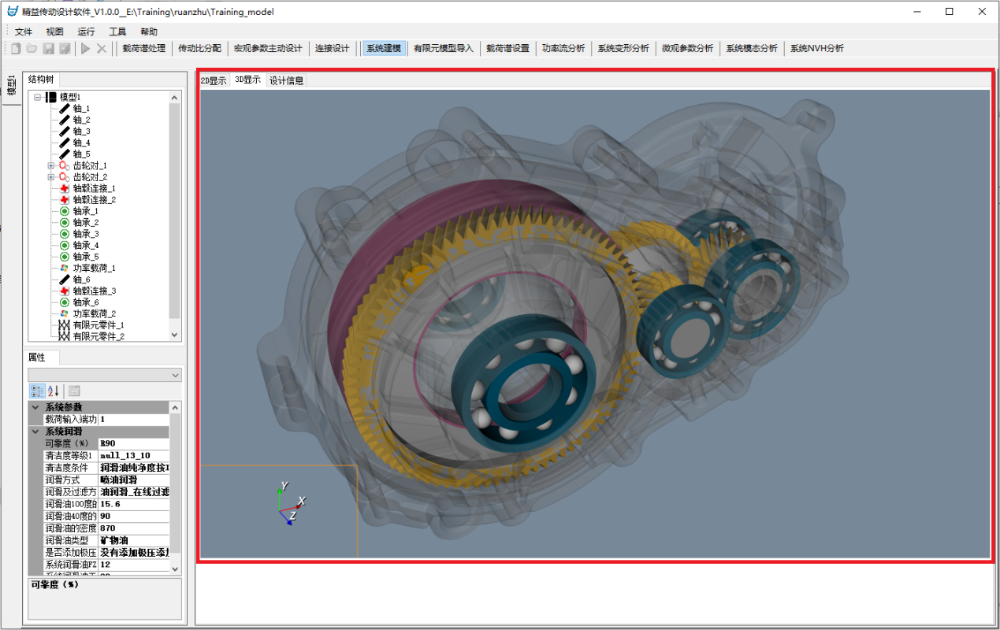 精益传动设计软件_V1.0.0__E:\Training\ruanzhu\Training_model
文件 视图 运行 工具 帮助
载荷谱处理 传动比分配 宏观参数主动设计 连接设计 系统建模 有限元模型导入 载荷谱设置 功率流分析 系统变形分析 微观参数分析 系统模态分析 系统NVH分析
模型1
结构树
模型1
轴_1
轴_2
轴_3
轴_4
轴_5
齿轮对_1
齿轮对_2
轴毂连接_1
轴毂连接_2
轴承_1
轴承_2
轴承_3
轴承_4
轴承_5
功率载荷_1
轴_6
轴毂连接_3
轴承_6
功率载荷_2
有限元零件_1
有限元零件_2
属性
系统参数
载荷输入端功 1
系统润滑
可靠度（%） R90
清洁度等级1 null_13_10
清洁度条件 润滑油纯净度按
润滑方式 喷油润滑
润滑及过滤方 油润滑_在线过滤
润滑油100度的 15.6
润滑油40度的 90
润滑油的密度 870
润滑油类型 矿物油
是否添加极压 没有添加极压添加
系统润滑油FZ 12
可靠度（%）
2D显示 3D显示 设计信息
Y
X
Z